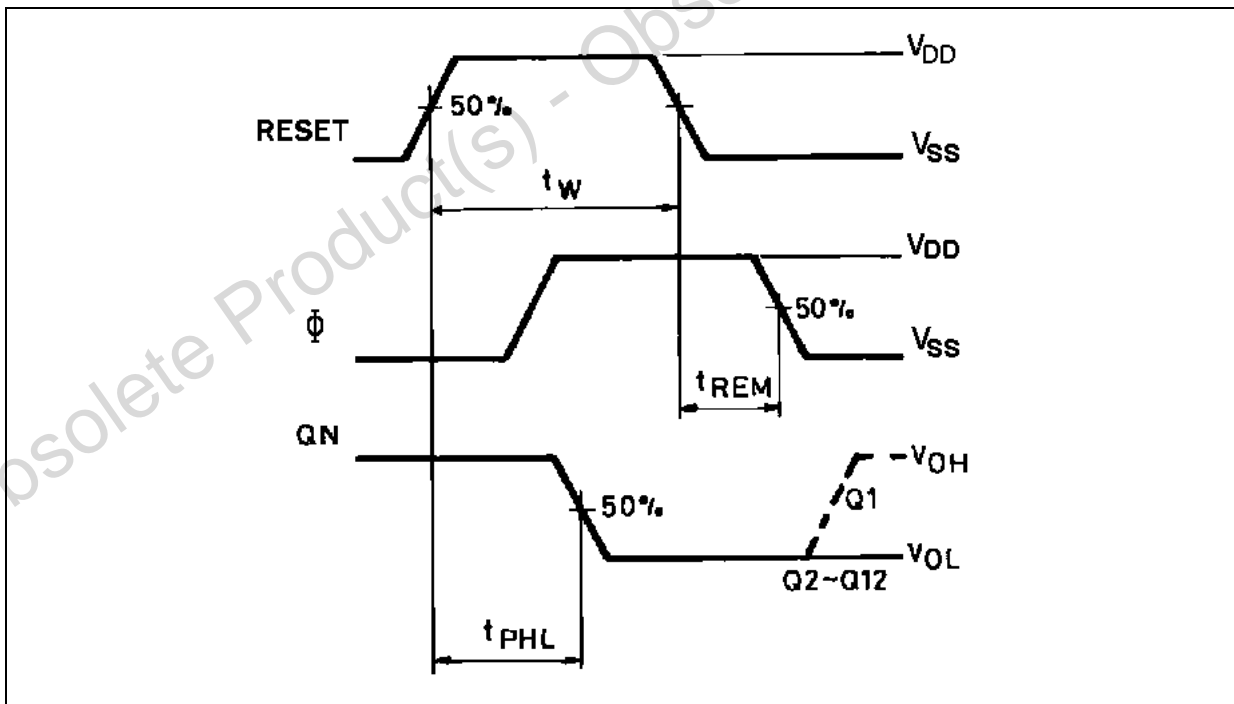 Obsolete Product(s) - Obso
VDD
50%
RESET
VSS
tW
VDD
Φ
50%
VSS
tREM
QN
VOH
Q1
50%
VOL
Q2~Q12
tPHL